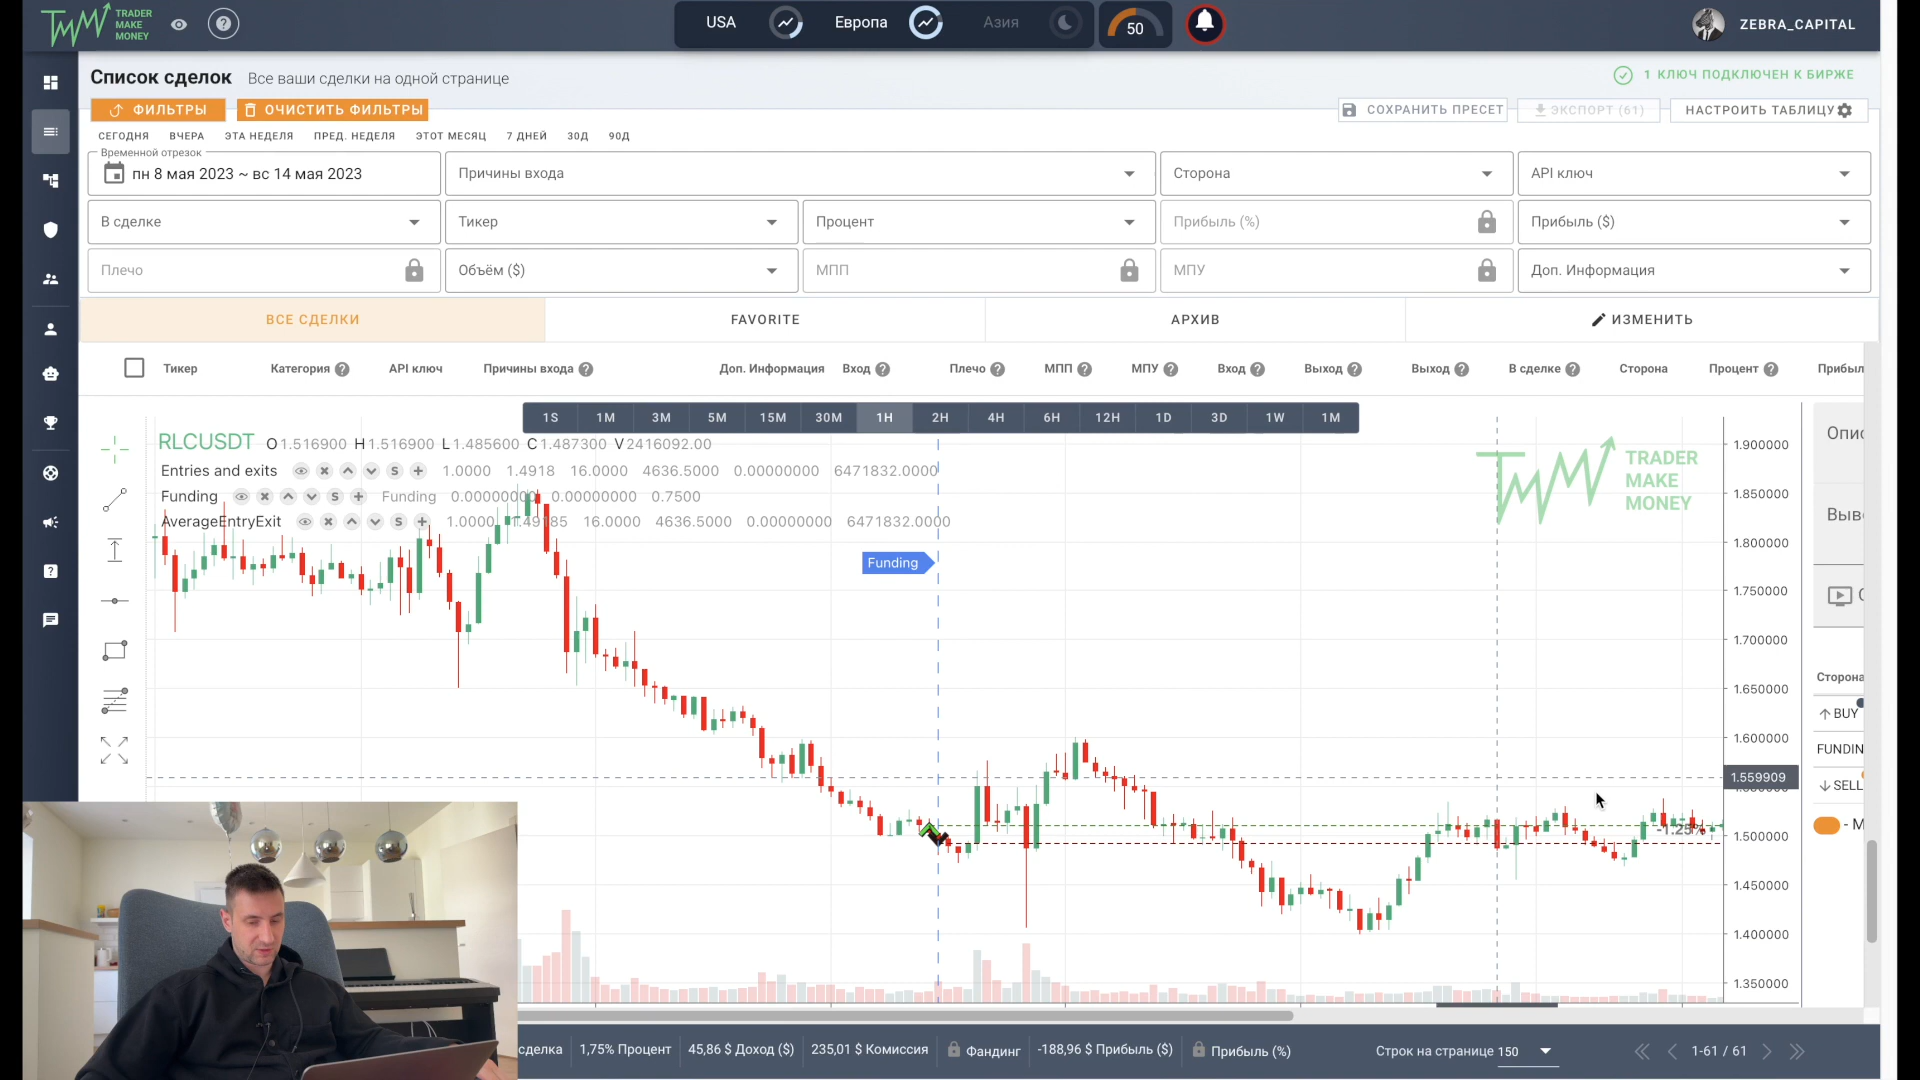 TRADER
MAKE
MONEY
USA
Европа
Азия
50
ZEBRA_CAPITAL
Список сделок
Все ваши сделки на одной странице
1 КЛЮЧ ПОДКЛЮЧЕН К БИРЖЕ
ФИЛЬТРЫ
ОЧИСТИТЬ ФИЛЬТРЫ
СОХРАНИТЬ ПРЕСЕТ
ЭКСПОРТ (61)
НАСТРОИТЬ ТАБЛИЦУ
СЕГОДНЯ ВЧЕРА ЭТА НЕДЕЛЯ ПРЕД. НЕДЕЛЯ ЭТОТ МЕСЯЦ 7 ДНЕЙ 30Д 90Д
Временной отрезок
пн 8 мая 2023 ~ вс 14 мая 2023
Причины входа
Сторона
API ключ
В сделке
Тикер
Процент
Прибыль (%)
Прибыль ($)
Плечо
Объём ($)
МПП
МПУ
Доп. Информация
ВСЕ СДЕЛКИ
FAVORITE
АРХИВ
ИЗМЕНИТЬ
Тикер Категория API ключ Причины входа Доп. Информация Вход Плечо МПП МПУ Вход Выход Выход В сделке Сторона Процент Прибыл
1S 1M 3M 5M 15M 30M 1H 2H 4H 6H 12H 1D 3D 1W 1M
RLCUSDT O1.516900 H1.516900 L1.485600 C1.487300 V2416092.00
Entries and exits 1.0000 1.4918 16.0000 4636.5000 0.00000000 6471832.0000
Funding Funding 0.00000000 0.00000000 0.7500
AverageEntryExit 1.0000 1.49185 16.0000 4636.5000 0.00000000 6471832.0000
Funding
TRADER
MAKE
MONEY
1.900000
1.850000
1.800000
1.750000
1.700000
1.650000
1.600000
1.559909
1.500000
1.450000
1.400000
1.350000
-1.25%
Опис
Выво
Сторона
BUY
FUNDIN
SELL
- М
сделка
1,75% Процент
45,86 $ Доход ($)
235,01 $ Комиссия
Фандинг
-188,96 $ Прибыль ($)
Прибыль (%)
Строк на странице 150
1-61 / 61